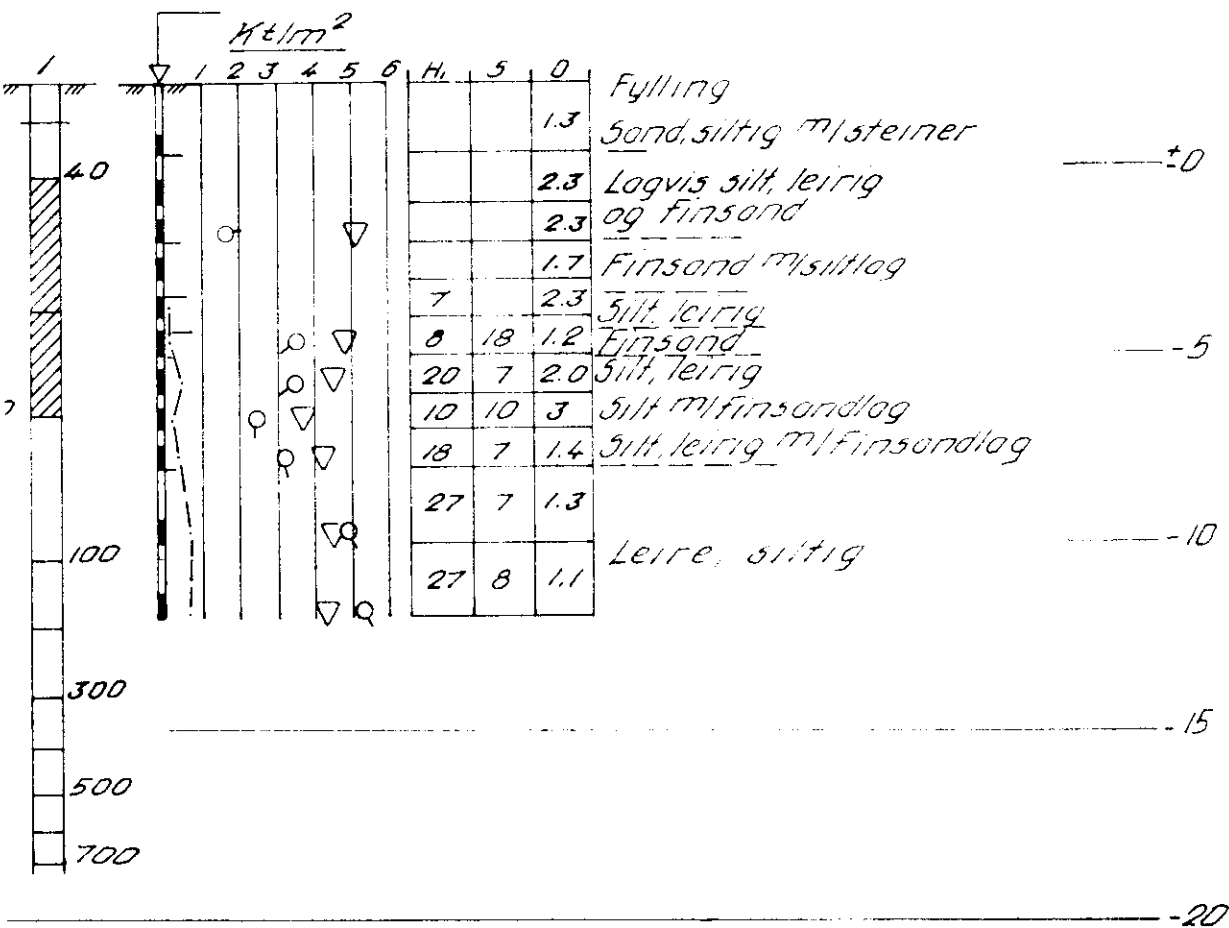 K t/m²
1
1 2 3 4 5 6 H₁ S O
Fylling
1.3 Sand, siltig m/steiner
±0
40
2.3 Lagvis silt, leirig
2.3 og finsand
1.7 Finsand m/siltlag
7 2.3 Silt, leirig
8 18 1.2 Finsand
-5
20 7 2.0 Silt, leirig
10 10 3 Silt m/finsandlag
18 7 1.4 Silt, leirig m/Finsandlag
27 7 1.3
-10
100
Leire, siltig
27 8 1.1
300
-15
500
700
-20